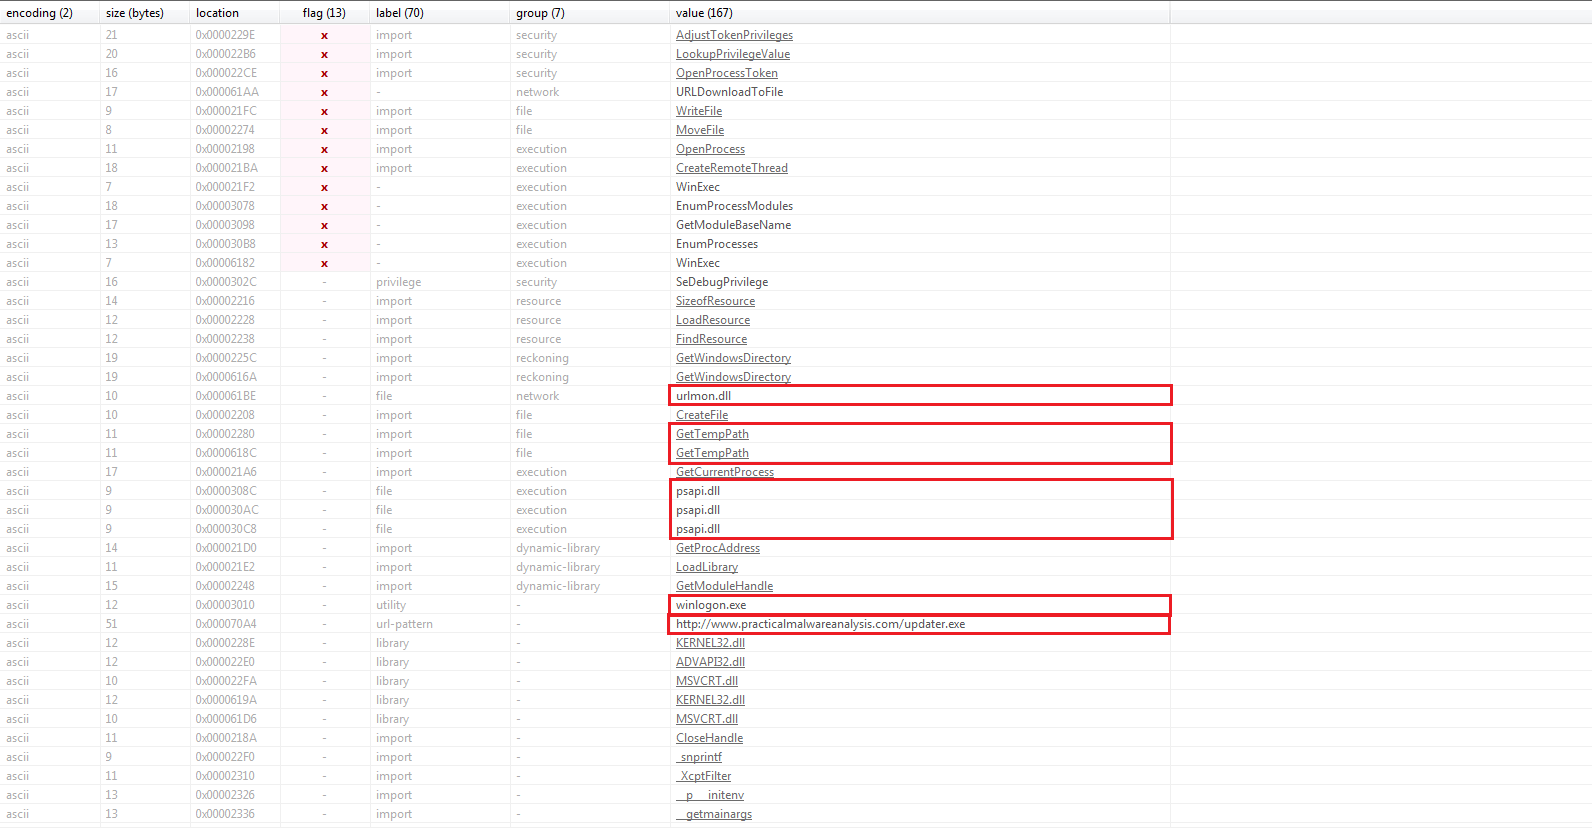 encoding (2) size (bytes) location flag (13) label (70) group (7) value (167)
ascii 21 0x0000229E x import security AdjustTokenPrivileges
ascii 20 0x000022B6 x import security LookupPrivilegeValue
ascii 16 0x000022CE x import security OpenProcessToken
ascii 17 0x000061AA x - network URLDownloadToFile
ascii 9 0x000021FC x import file WriteFile
ascii 8 0x00002274 x import file MoveFile
ascii 11 0x00002198 x import execution OpenProcess
ascii 18 0x000021BA x import execution CreateRemoteThread
ascii 7 0x000021F2 x - execution WinExec
ascii 18 0x00003078 x - execution EnumProcessModules
ascii 17 0x00003098 x - execution GetModuleBaseName
ascii 13 0x000030B8 x - execution EnumProcesses
ascii 7 0x00006182 x - execution WinExec
ascii 16 0x0000302C - privilege security SeDebugPrivilege
ascii 14 0x00002216 - import resource SizeofResource
ascii 12 0x00002228 - import resource LoadResource
ascii 12 0x00002238 - import resource FindResource
ascii 19 0x0000225C - import reckoning GetWindowsDirectory
ascii 19 0x0000616A - import reckoning GetWindowsDirectory
ascii 10 0x000061BE - file network urlmon.dll
ascii 10 0x00002208 - import file CreateFile
ascii 11 0x00002280 - import file GetTempPath
ascii 11 0x0000618C - import file GetTempPath
ascii 17 0x000021A6 - import execution GetCurrentProcess
ascii 9 0x0000308C - file execution psapi.dll
ascii 9 0x000030AC - file execution psapi.dll
ascii 9 0x000030C8 - file execution psapi.dll
ascii 14 0x000021D0 - import dynamic-library GetProcAddress
ascii 11 0x000021E2 - import dynamic-library LoadLibrary
ascii 15 0x00002248 - import dynamic-library GetModuleHandle
ascii 12 0x00003010 - utility - winlogon.exe
ascii 51 0x000070A4 - url-pattern - http://www.practicalmalwareanalysis.com/updater.exe
ascii 12 0x0000228E - library - KERNEL32.dll
ascii 12 0x000022E0 - library - ADVAPI32.dll
ascii 10 0x000022FA - library - MSVCRT.dll
ascii 12 0x0000619A - library - KERNEL32.dll
ascii 10 0x000061D6 - library - MSVCRT.dll
ascii 11 0x0000218A - import - CloseHandle
ascii 9 0x000022F0 - import - _snprintf
ascii 11 0x00002310 - import - _XcptFilter
ascii 13 0x00002326 - import - __p___initenv
ascii 13 0x00002336 - import - __getmainargs